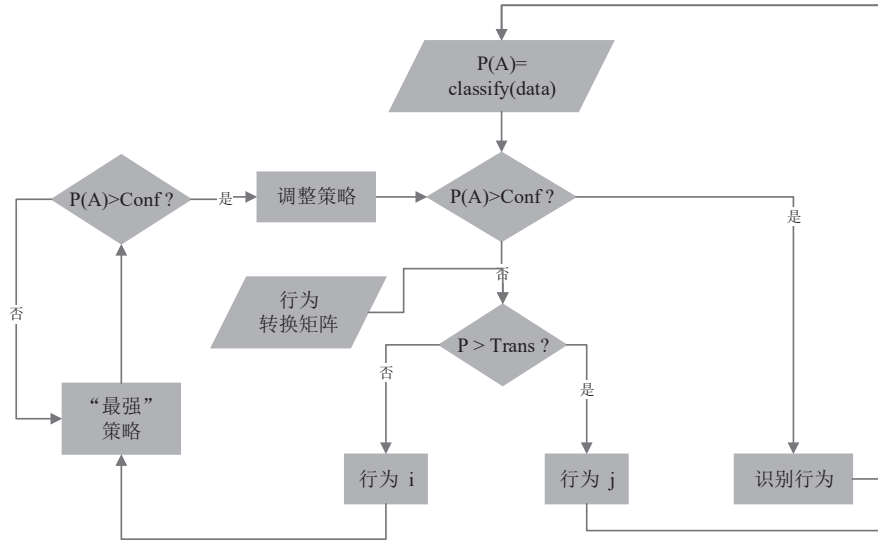 P(A)=
classify(data)
P(A)>Conf ?
是
调整策略
P(A)>Conf ?
是
否
行为
转换矩阵
否
P > Trans ?
否
是
“最强”
策略
行为 i
行为 j
识别行为